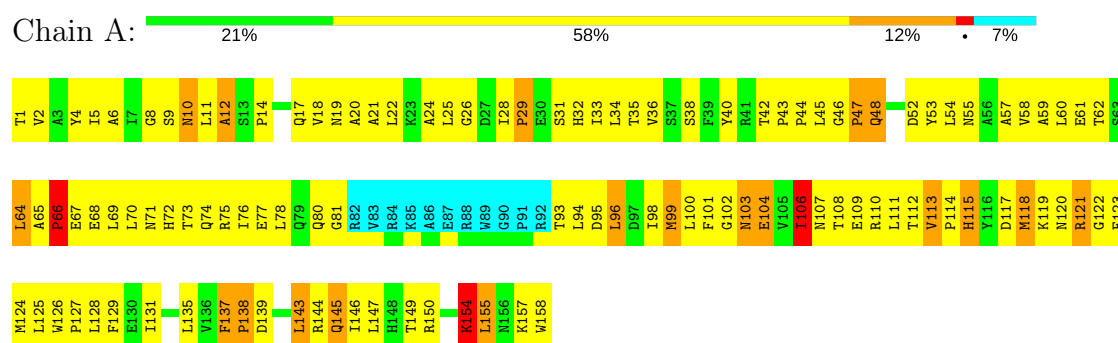 Chain A:
21% 58% 12% • 7%
T1 V2 A3 Y4 I5 A6 I7 G8 S9 N10 L11 A12 S13 P14 Q17 V18 N19 A20 A21 L22 K23 A24 L25 G26 D27 I28 P29 E30 S31 H32 I33 L34 T35 V36 S37 S38 F39 Y40 R41 T42 P43 P44 L45 G46 P47 Q48 D52 Y53 L54 N55 A56 A57 V58 A59 L60 E61 T62 S63
L64 A65 P66 E67 E68 L69 L70 N71 H72 T73 Q74 R75 I76 E77 L78 Q79 Q80 G81 R82 V83 R84 K85 A86 E87 R88 W89 G90 P91 R92 T93 L94 D95 L96 D97 I98 M99 L100 F101 G102 N103 E104 V105 I106 N107 T108 E109 R110 L111 T112 V113 P114 H115 Y116 D117 M118 K119 N120 R121 G122
M124 L125 W126 P127 L128 F129 E130 I131 L135 V136 F137 P138 D139 L143 R144 Q145 I146 L147 H148 T149 R150 K154 L155 N156 K157 W158